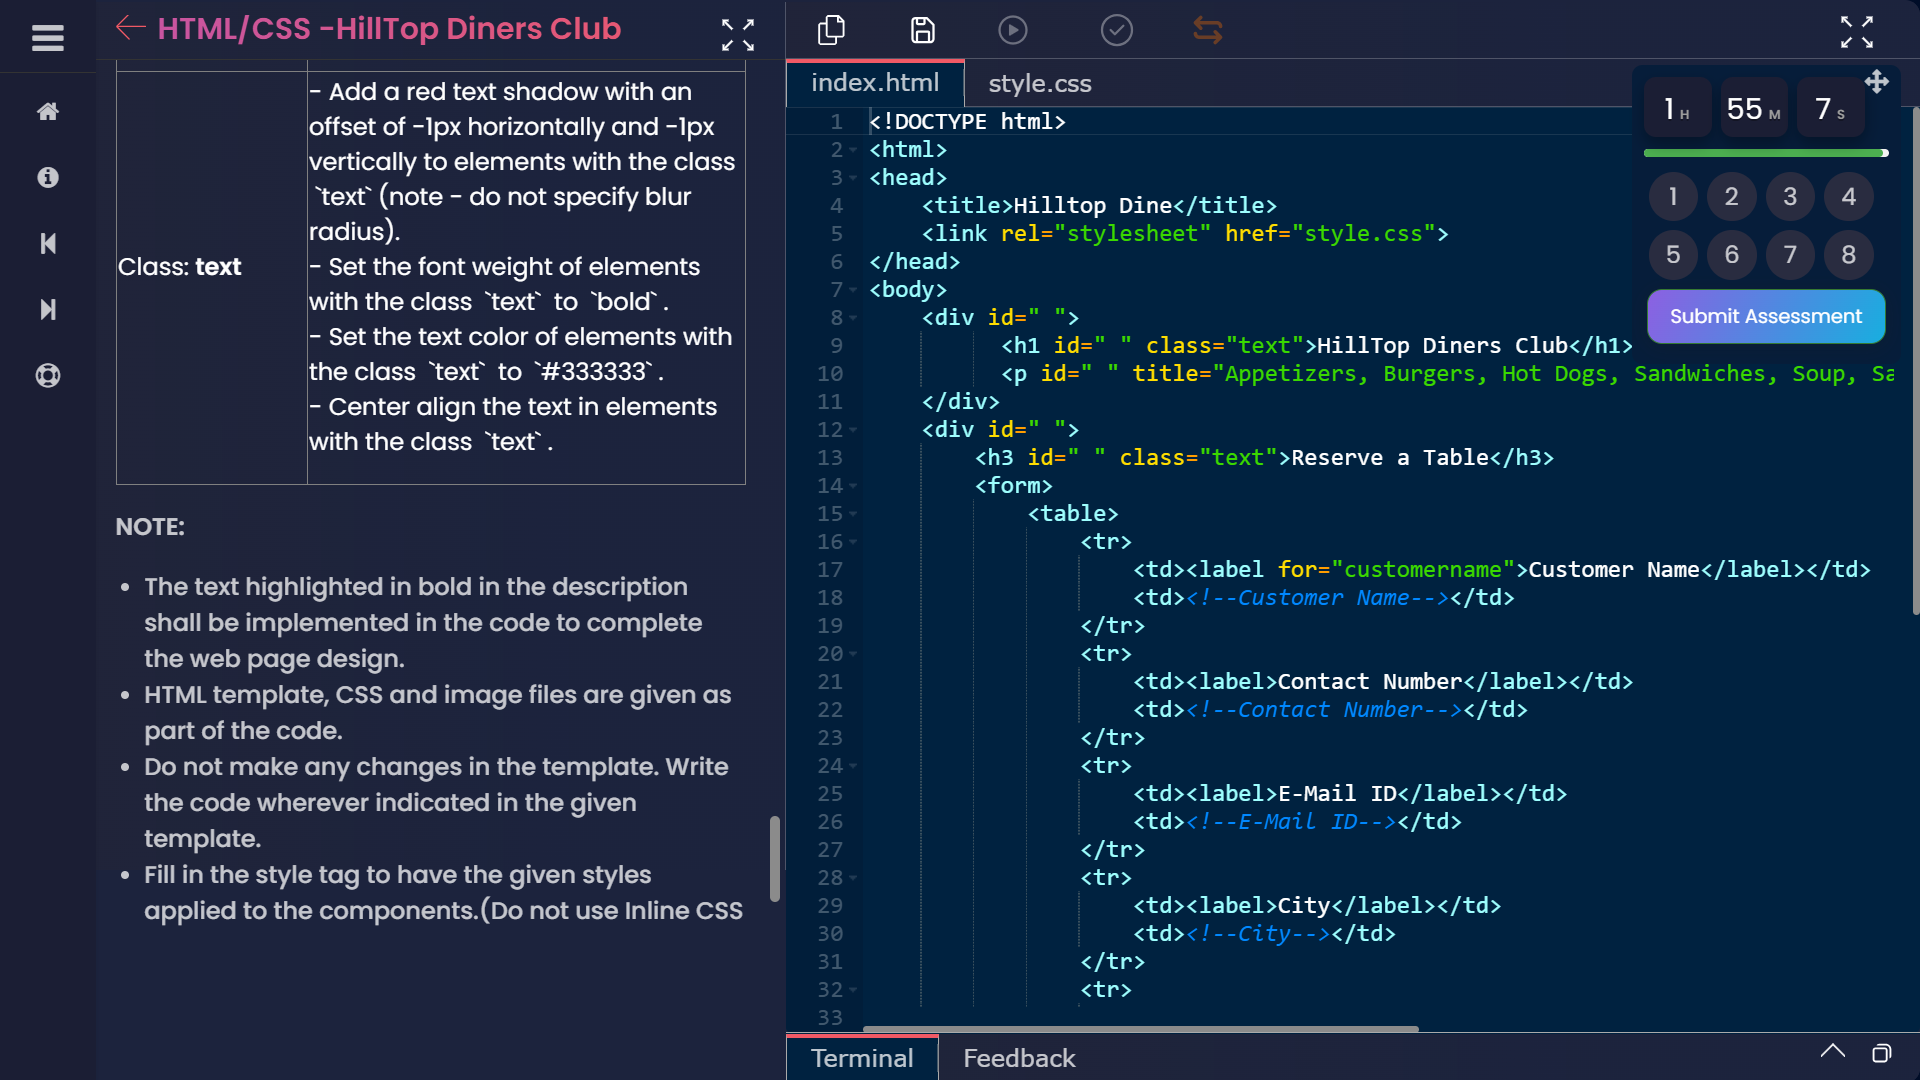 HTML/CSS -HillTop Diners Club
Class: text
- Add a red text shadow with an
offset of -1px horizontally and -1px
vertically to elements with the class
`text` (note - do not specify blur
radius).
- Set the font weight of elements
with the class `text` to `bold`.
- Set the text color of elements with
the class `text` to `#333333`.
- Center align the text in elements
with the class `text`.
NOTE:
• The text highlighted in bold in the description
shall be implemented in the code to complete
the web page design.
• HTML template, CSS and image files are given as
part of the code.
• Do not make any changes in the template. Write
the code wherever indicated in the given
template.
• Fill in the style tag to have the given styles
applied to the components.(Do not use Inline CSS
index.html
style.css
1 <!DOCTYPE html>
2 <html>
3 <head>
4 <title>Hilltop Dine</title>
5 <link rel="stylesheet" href="style.css">
6 </head>
7 <body>
8 <div id=" ">
9 <h1 id=" " class="text">HillTop Diners Club</h1>
10 <p id=" " title="Appetizers, Burgers, Hot Dogs, Sandwiches, Soup, Sa
11 </div>
12 <div id=" ">
13 <h3 id=" " class="text">Reserve a Table</h3>
14 <form>
15 <table>
16 <tr>
17 <td><label for="customername">Customer Name</label></td>
18 <td><!--Customer Name--></td>
19 </tr>
20 <tr>
21 <td><label>Contact Number</label></td>
22 <td><!--Contact Number--></td>
23 </tr>
24 <tr>
25 <td><label>E-Mail ID</label></td>
26 <td><!--E-Mail ID--></td>
27 </tr>
28 <tr>
29 <td><label>City</label></td>
30 <td><!--City--></td>
31 </tr>
32 <tr>
33
1 H 55 M 7 S
1 2 3 4
5 6 7 8
Submit Assessment
Terminal
Feedback